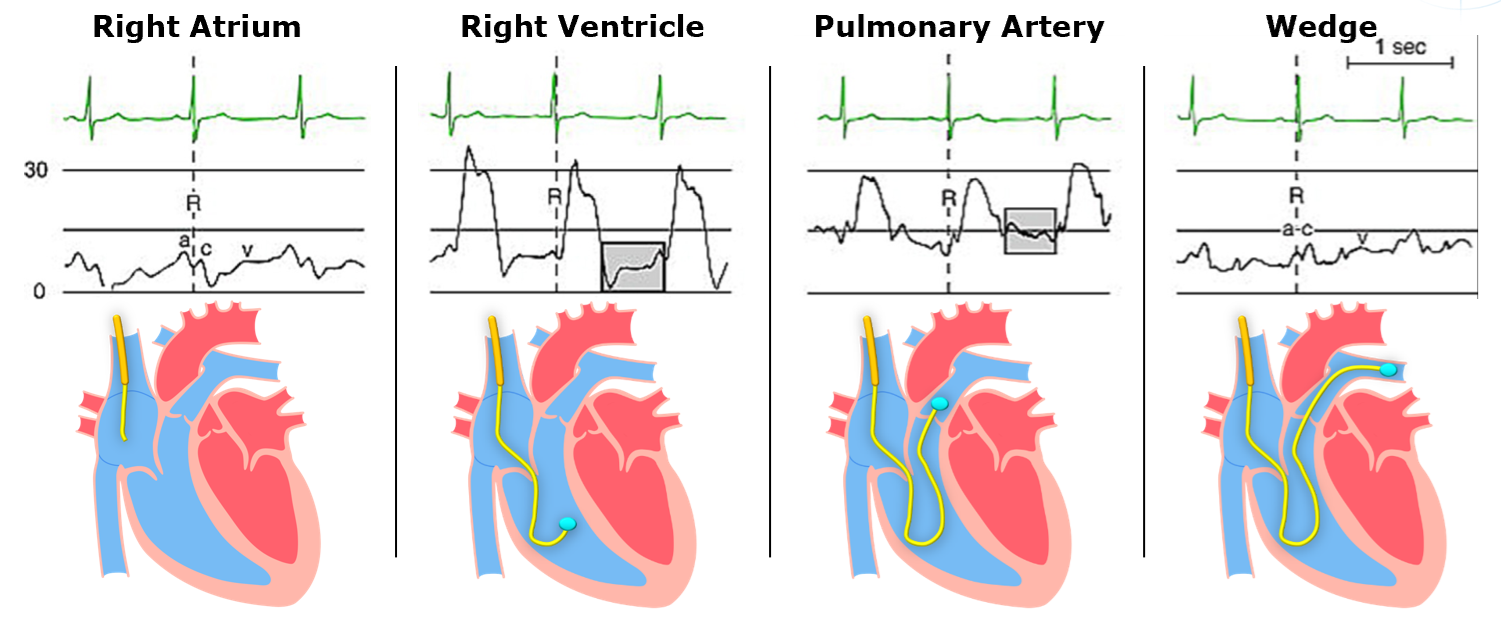 Right Atrium
Right Ventricle
Pulmonary Artery
Wedge
1 sec
30
R
R
R
R
a
c
v
a-c
v
0